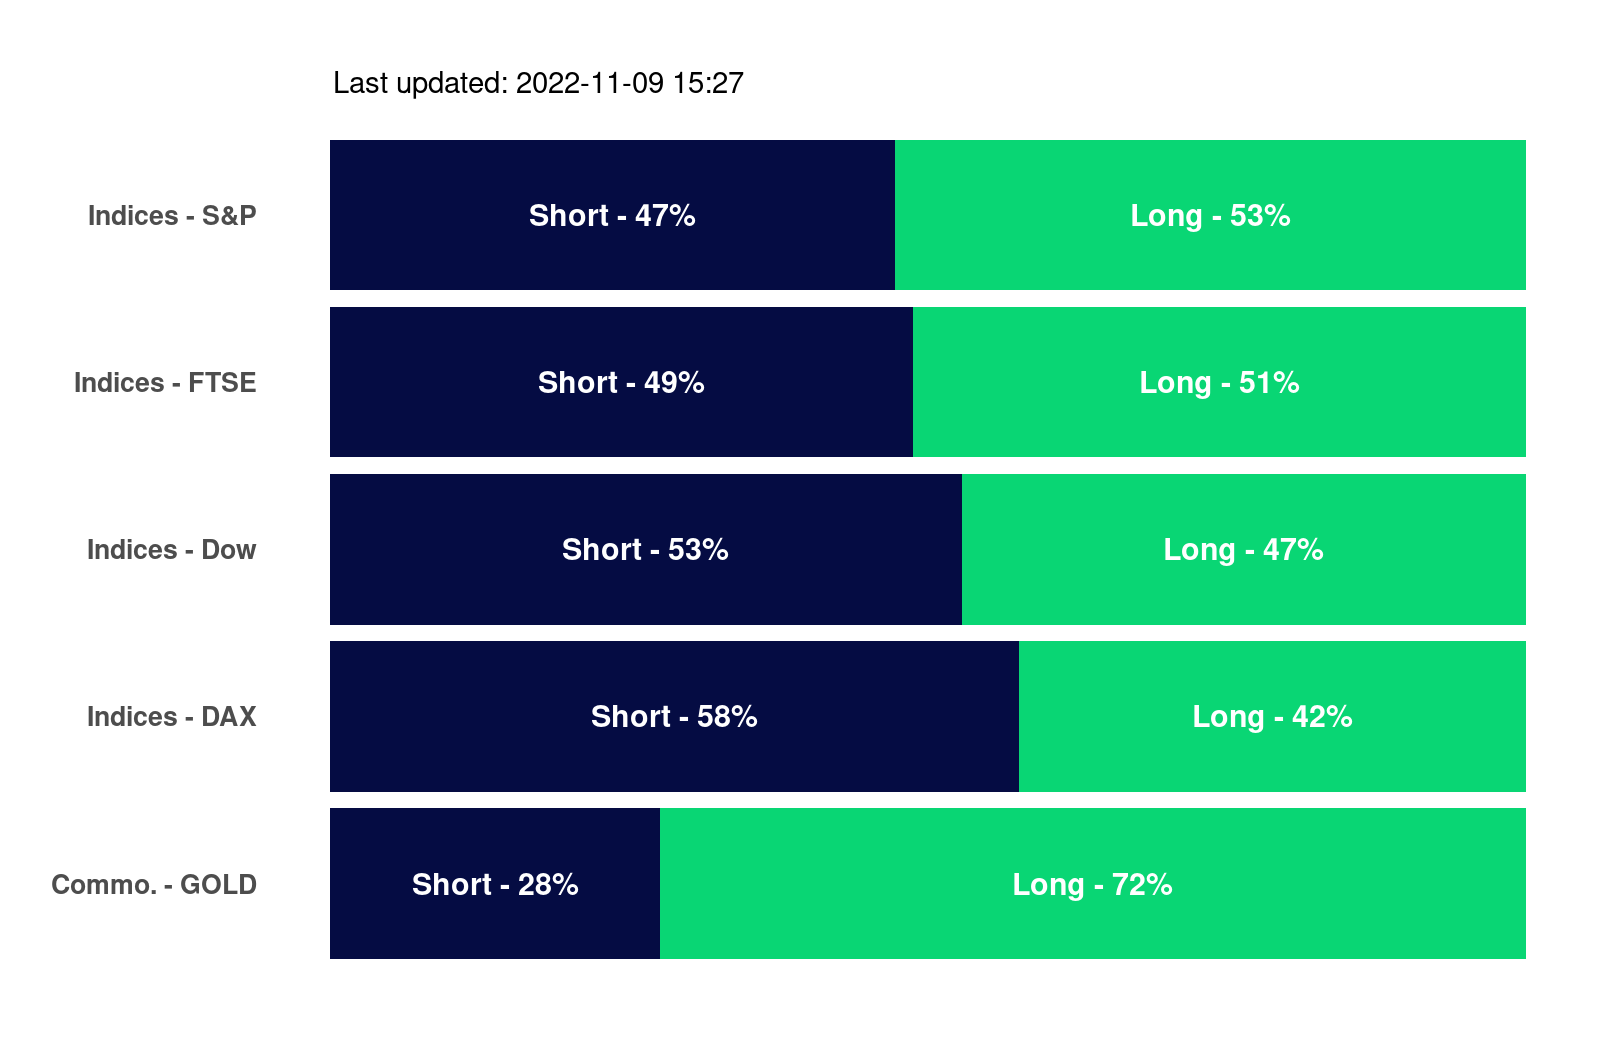 Last updated: 2022-11-09 15:27
Indices - S&P Short - 47% Long - 53%
Indices - FTSE Short - 49% Long - 51%
Indices - Dow Short - 53% Long - 47%
Indices - DAX Short - 58% Long - 42%
Commo. - GOLD Short - 28% Long - 72%